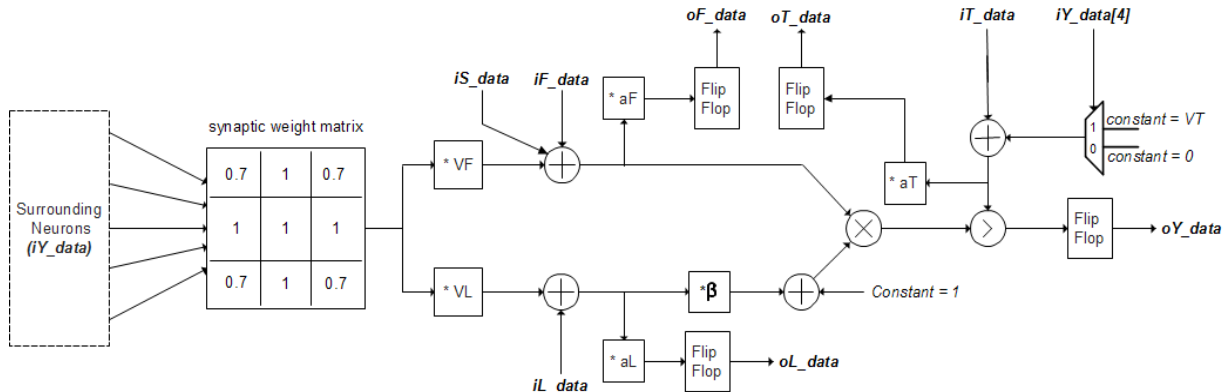 oF_data
oT_data
iT_data
iY_data[4]
iS_data
iF_data
* aF
Flip
Flop
Flip
Flop
1
0
constant = VT
constant = 0
synaptic weight matrix
0.7 1 0.7
1 1 1
0.7 1 0.7
Surrounding
Neurons
(iY_data)
* VF
* aT
Flip
Flop
oY_data
* VL
*β
Constant = 1
* aL
Flip
Flop
oL_data
iL_data